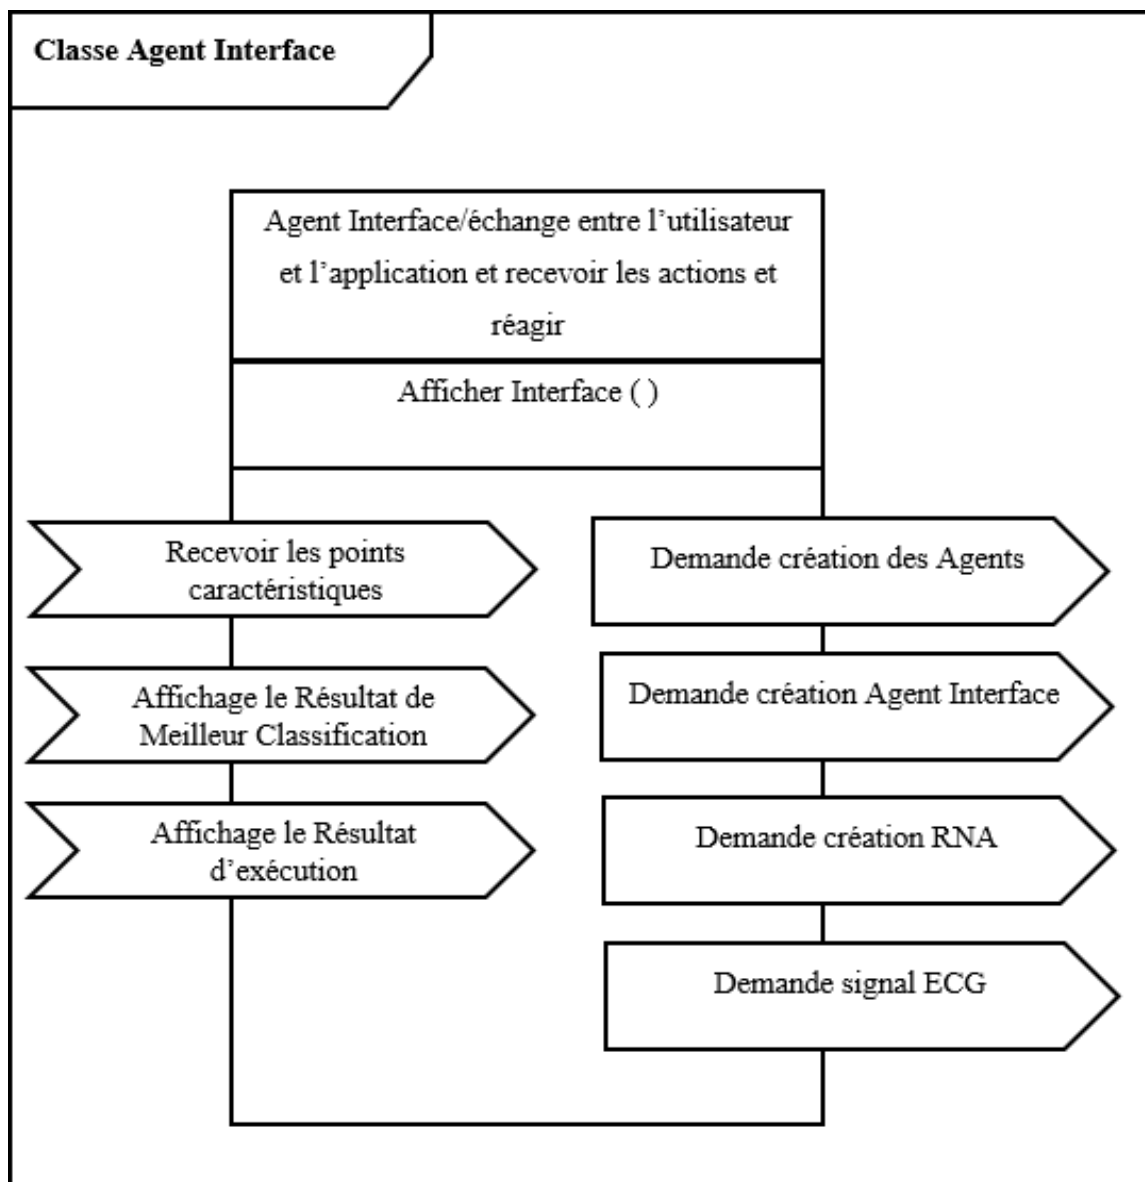 Classe Agent Interface
Agent Interface/échange entre l’utilisateur
et l’application et recevoir les actions et
réagir
Afficher Interface ( )
Recevoir les points
caractéristiques
Affichage le Résultat de
Meilleur Classification
Affichage le Résultat
d’exécution
Demande création des Agents
Demande création Agent Interface
Demande création RNA
Demande signal ECG